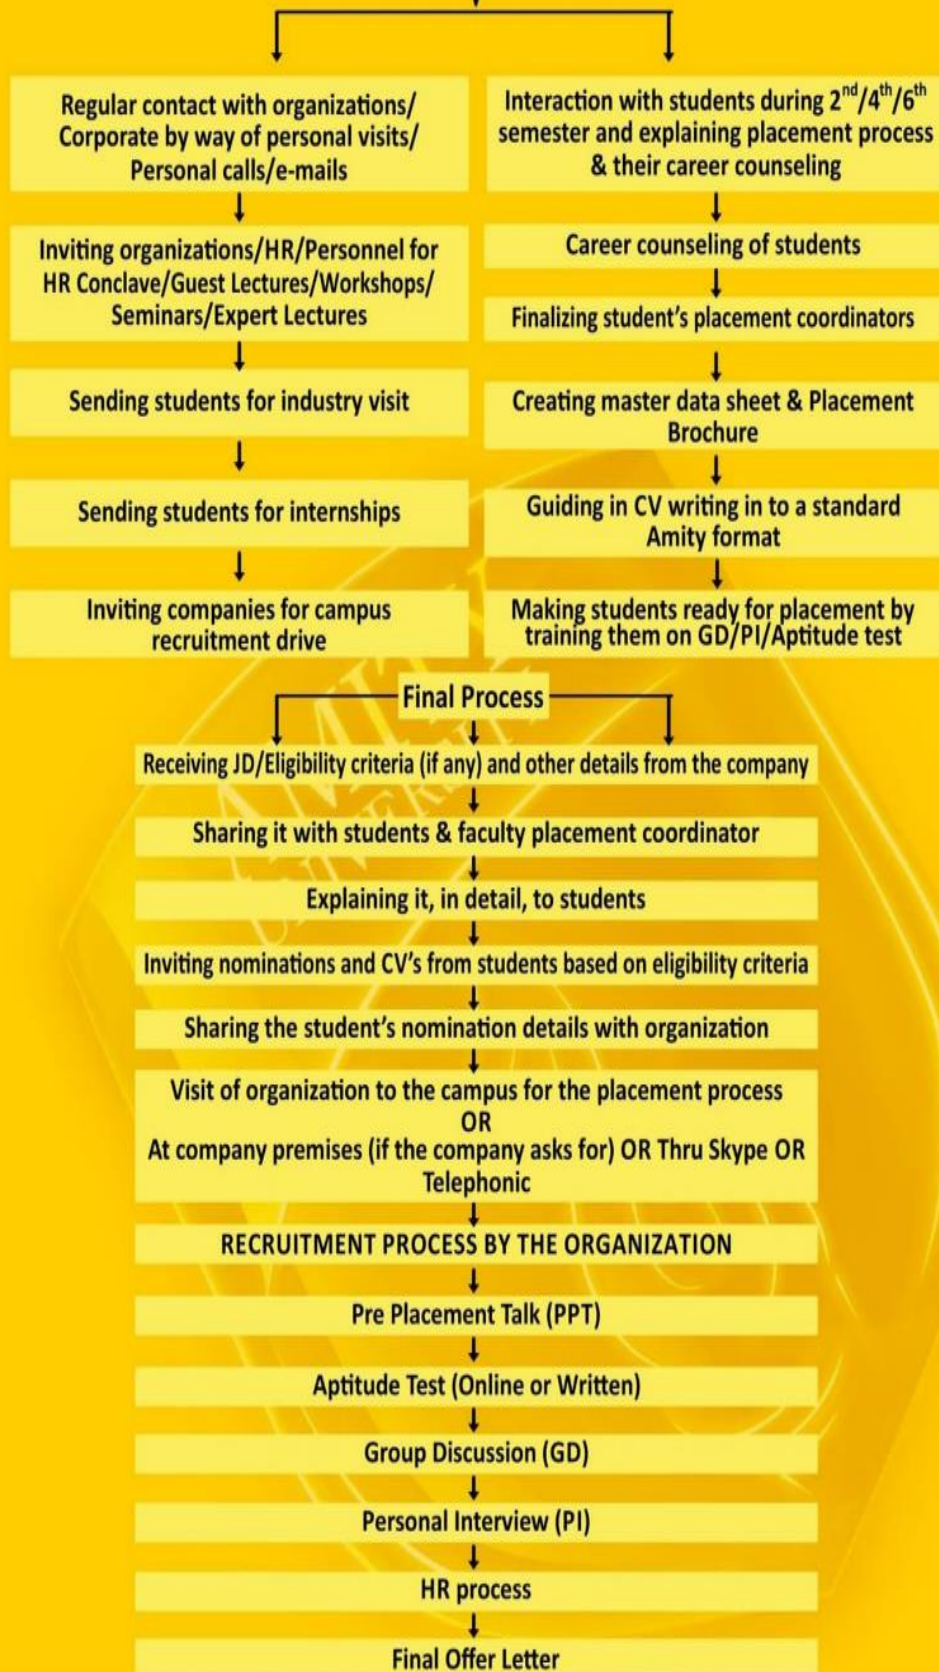 Regular contact with organizations/
Corporate by way of personal visits/
Personal calls/e-mails
Inviting organizations/HR/Personnel for
HR Conclave/Guest Lectures/Workshops/
Seminars/Expert Lectures
Sending students for industry visit
Sending students for internships
Inviting companies for campus
recruitment drive
Interaction with students during 2nd/4th/6th
semester and explaining placement process
& their career counseling
Career counseling of students
Finalizing student's placement coordinators
Creating master data sheet & Placement
Brochure
Guiding in CV writing in to a standard
Amity format
Making students ready for placement by
training them on GD/PI/Aptitude test
Final Process
Receiving JD/Eligibility criteria (if any) and other details from the company
Sharing it with students & faculty placement coordinator
Explaining it, in detail, to students
Inviting nominations and CV's from students based on eligibility criteria
Sharing the student's nomination details with organization
Visit of organization to the campus for the placement process
OR
At company premises (if the company asks for) OR Thru Skype OR
Telephonic
RECRUITMENT PROCESS BY THE ORGANIZATION
Pre Placement Talk (PPT)
Aptitude Test (Online or Written)
Group Discussion (GD)
Personal Interview (PI)
HR process
Final Offer Letter
AMITY
UNIVERSITY